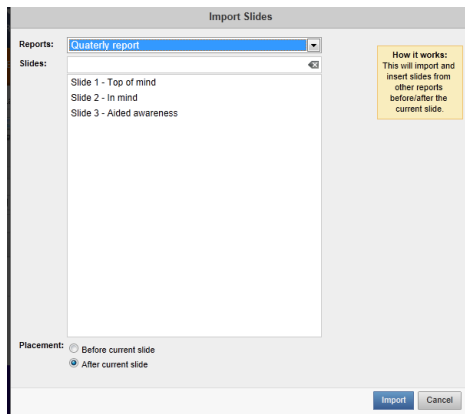 Import Slides
Reports: Quaterly report
Slides:
Slide 1 - Top of mind
Slide 2 - In mind
Slide 3 - Aided awareness
How it works:
This will import and
insert slides from
other reports
before/after the
current slide.
Placement: Before current slide
After current slide
Import Cancel